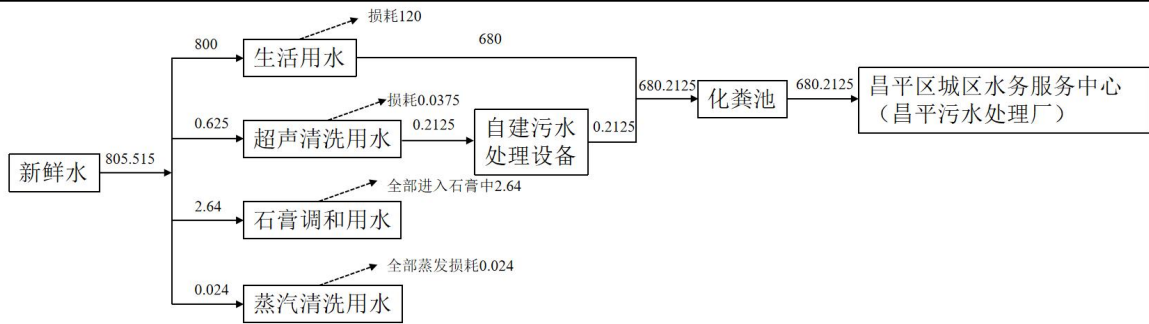 损耗120
800
生活用水
680
680.2125
化粪池
680.2125
昌平区城区水务服务中心
（昌平污水处理厂）
损耗0.0375
0.625
超声清洗用水
0.2125
自建污水
处理设备
0.2125
新鲜水
805.515
全部进入石膏中2.64
2.64
石膏调和用水
全部蒸发损耗0.024
0.024
蒸汽清洗用水